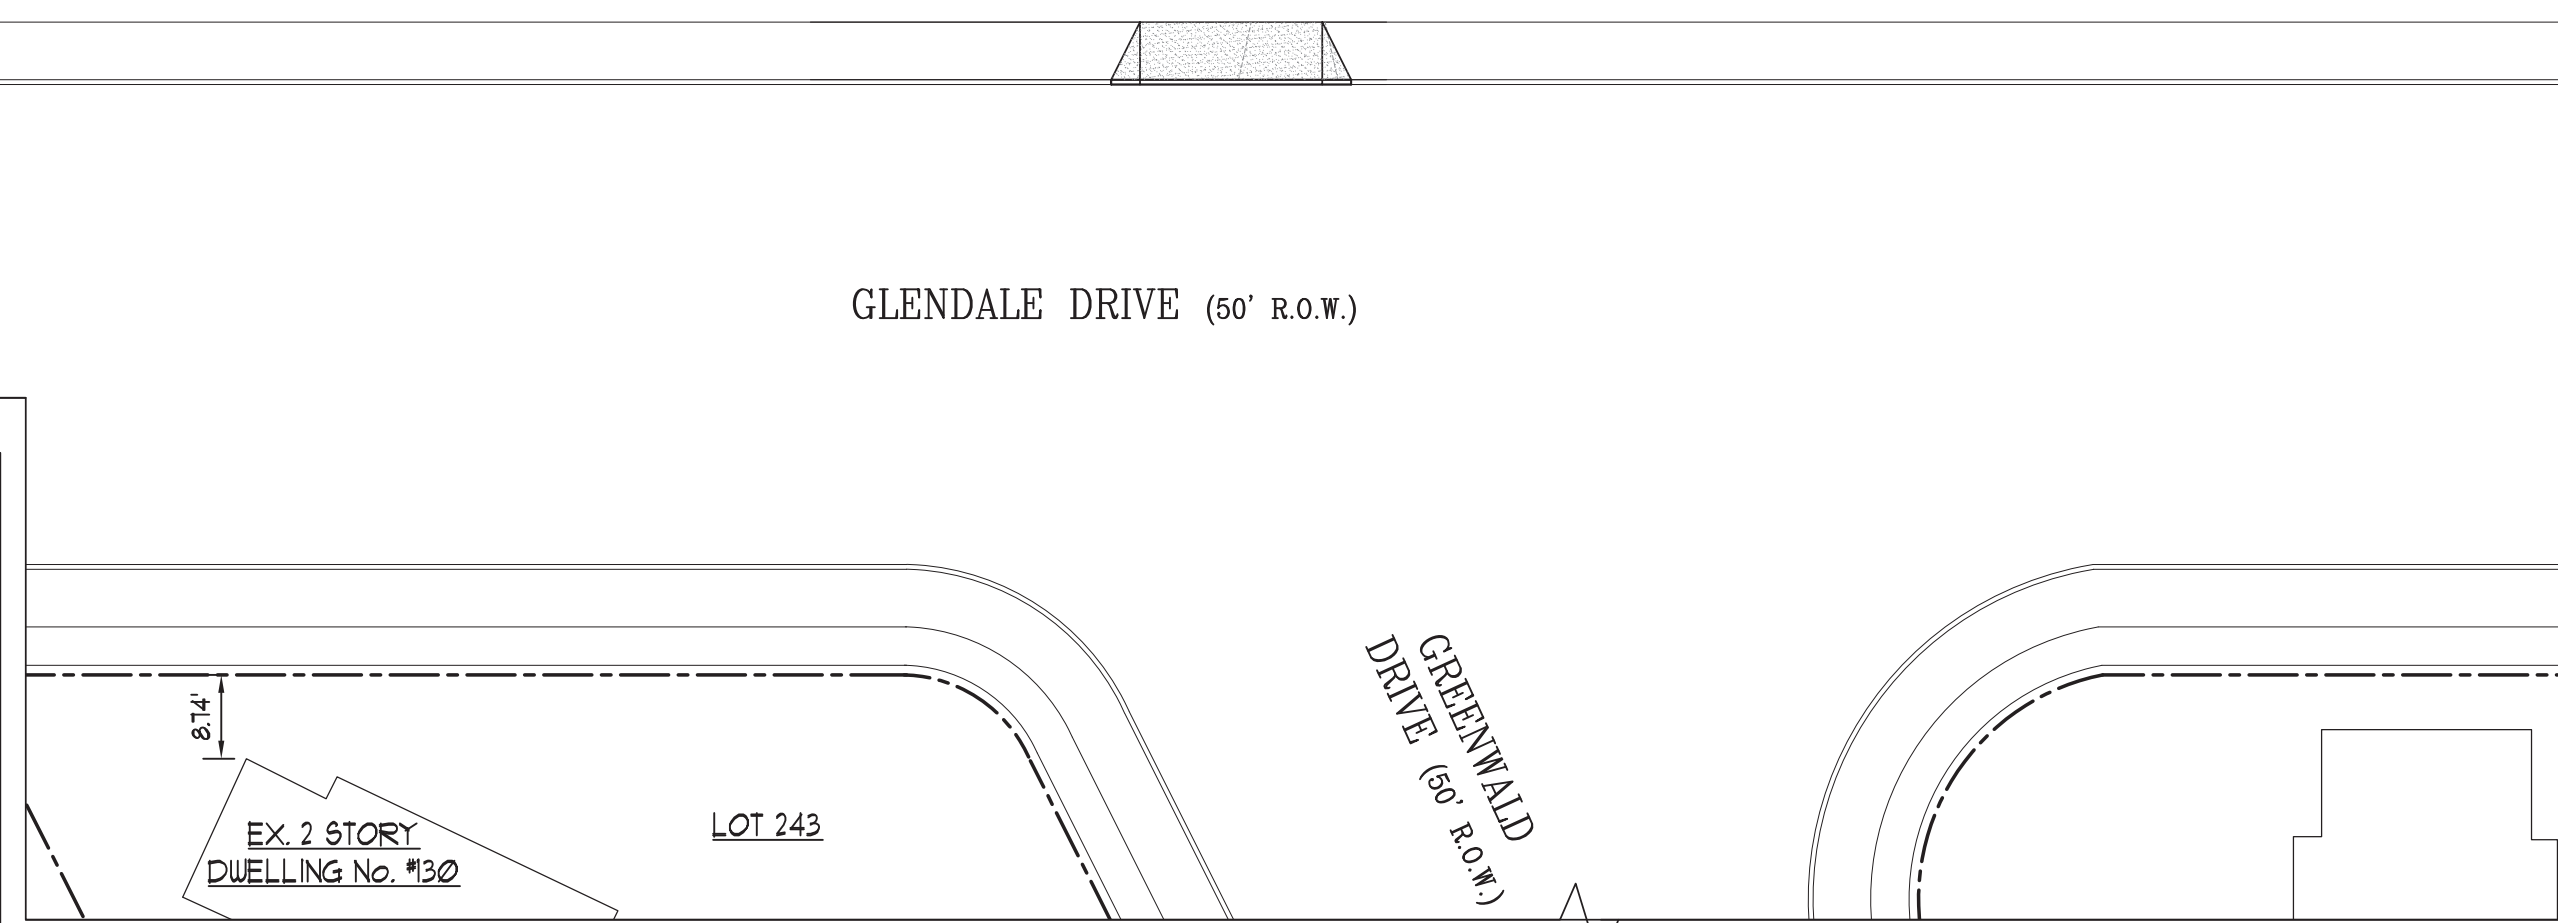 GLENDALE DRIVE (50' R.O.W.)
GREENWALD
DRIVE (50' R.O.W.)
8.74'
EX. 2 STORY
DWELLING No. #130
LOT 243